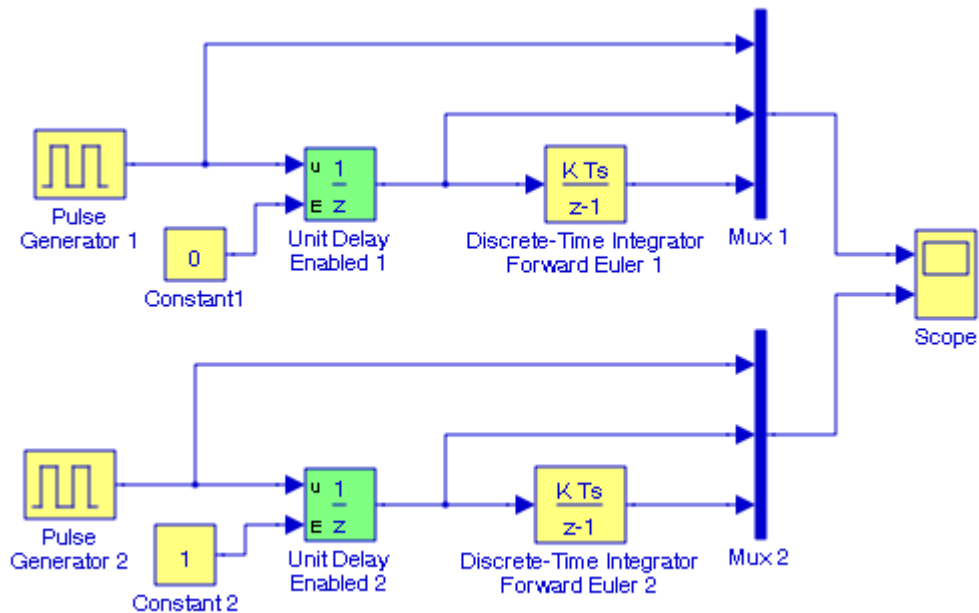 Pulse
Generator 1
0
Constant1
u
E
1
z
Unit Delay
Enabled 1
K Ts
z-1
Discrete-Time Integrator
Forward Euler 1
Mux 1
Scope
Pulse
Generator 2
1
Constant 2
u
E
1
z
Unit Delay
Enabled 2
K Ts
z-1
Discrete-Time Integrator
Forward Euler 2
Mux 2